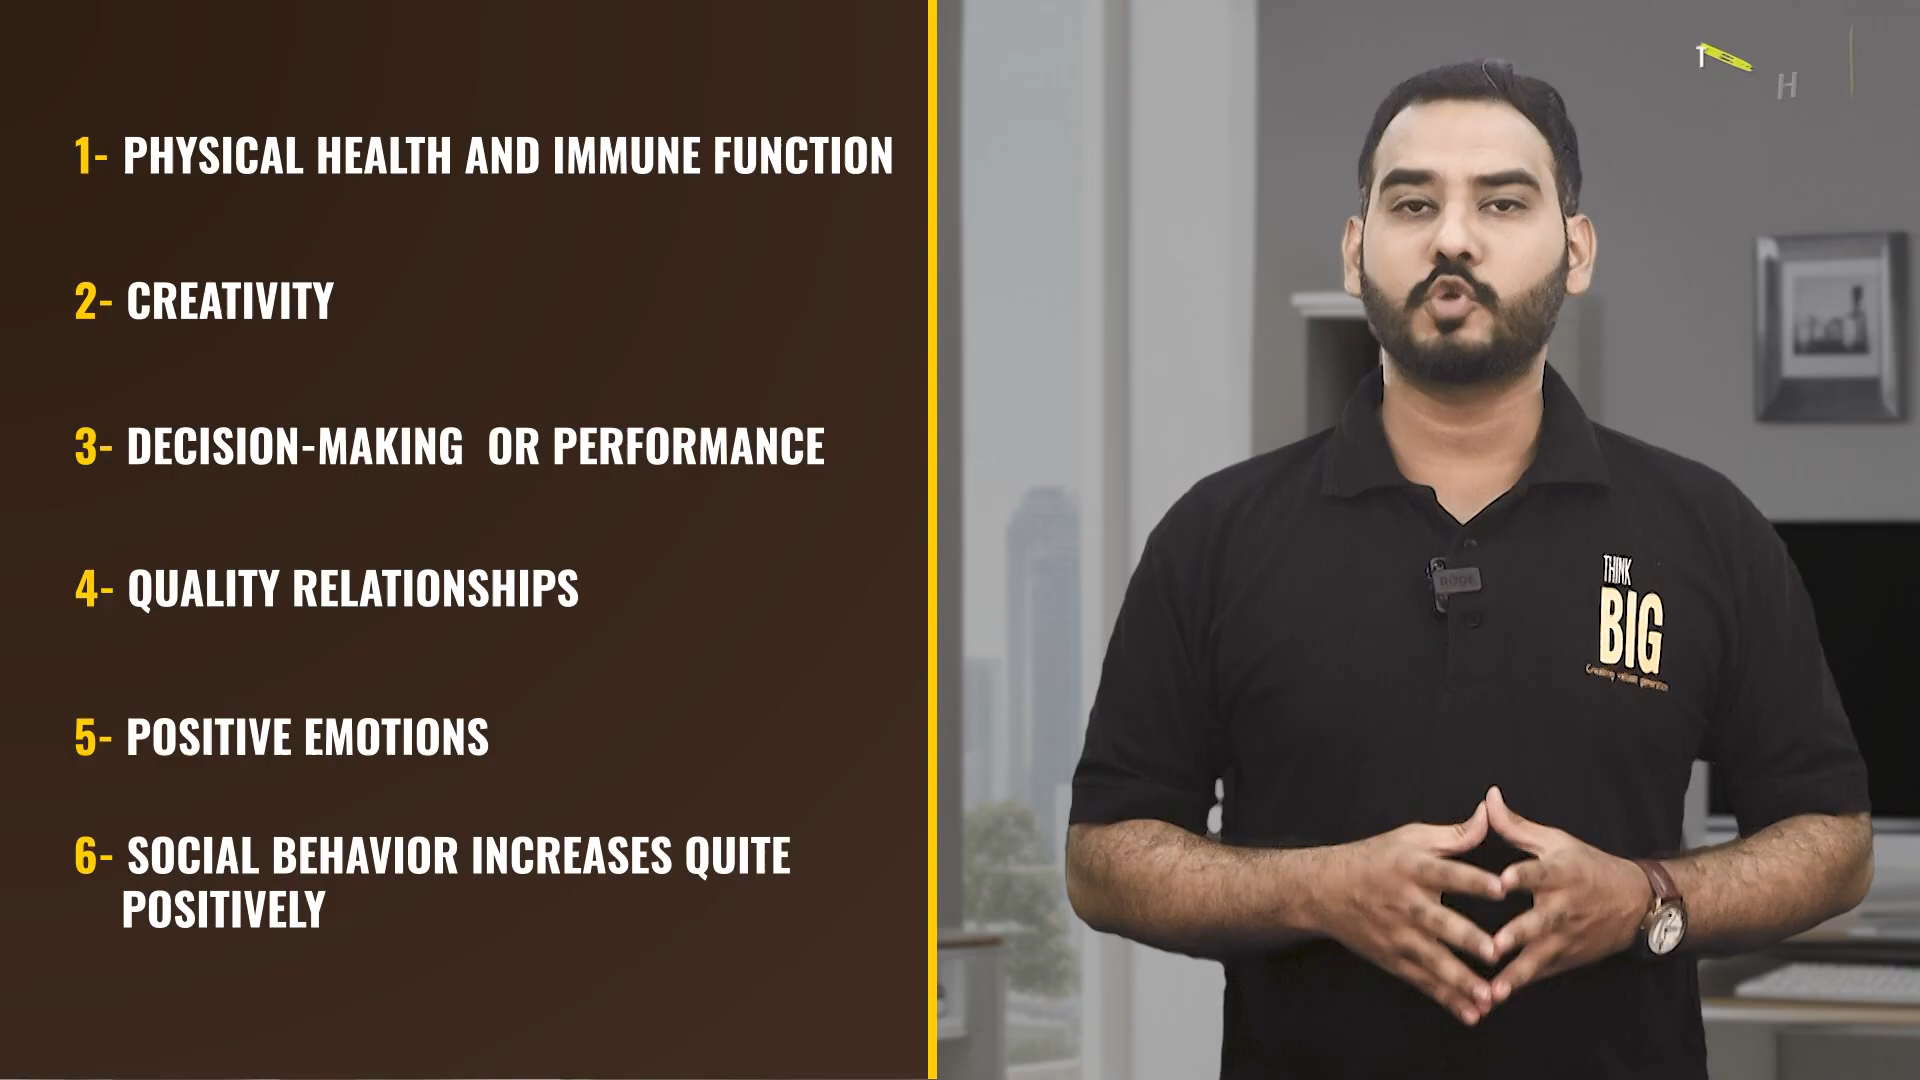 1- PHYSICAL HEALTH AND IMMUNE FUNCTION
2- CREATIVITY
3- DECISION-MAKING OR PERFORMANCE
4- QUALITY RELATIONSHIPS
5- POSITIVE EMOTIONS
6- SOCIAL BEHAVIOR INCREASES QUITE
POSITIVELY
T
H
RODE
THINK
BIG